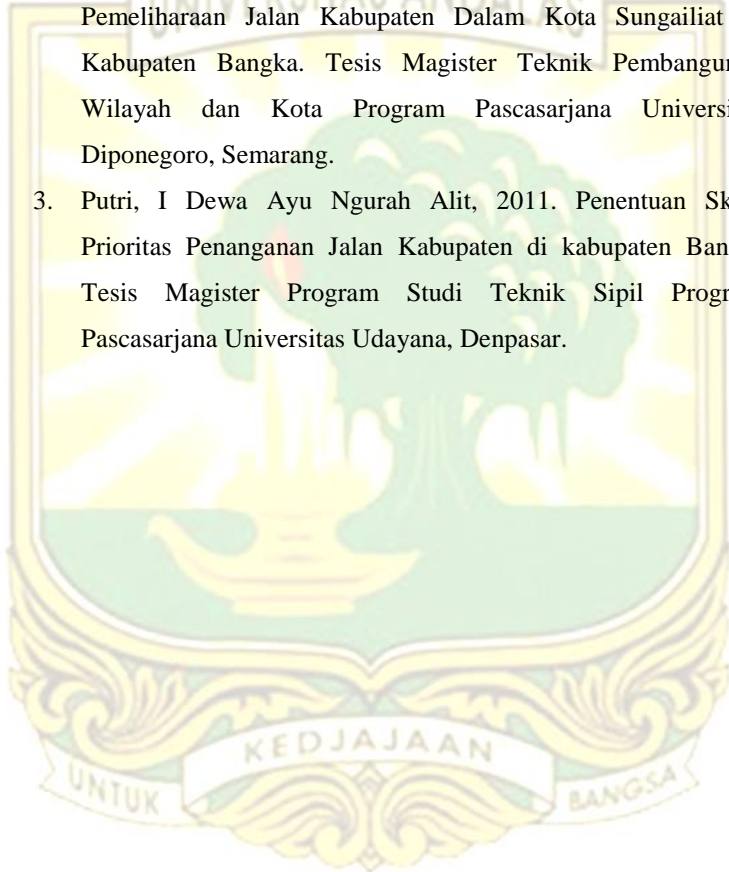 Pemeliharaan Jalan Kabupaten Dalam Kota Sungailiat
Kabupaten Bangka. Tesis Magister Teknik Pembangu
Wilayah dan Kota Program Pascasarjana Universi
Diponegoro, Semarang.
3. Putri, I Dewa Ayu Ngurah Alit, 2011. Penentuan Sk
Prioritas Penanganan Jalan Kabupaten di kabupaten Ban
Tesis Magister Program Studi Teknik Sipil Progr
Pascasarjana Universitas Udayana, Denpasar.
UNTUK KEDJAJAAN BANGSA